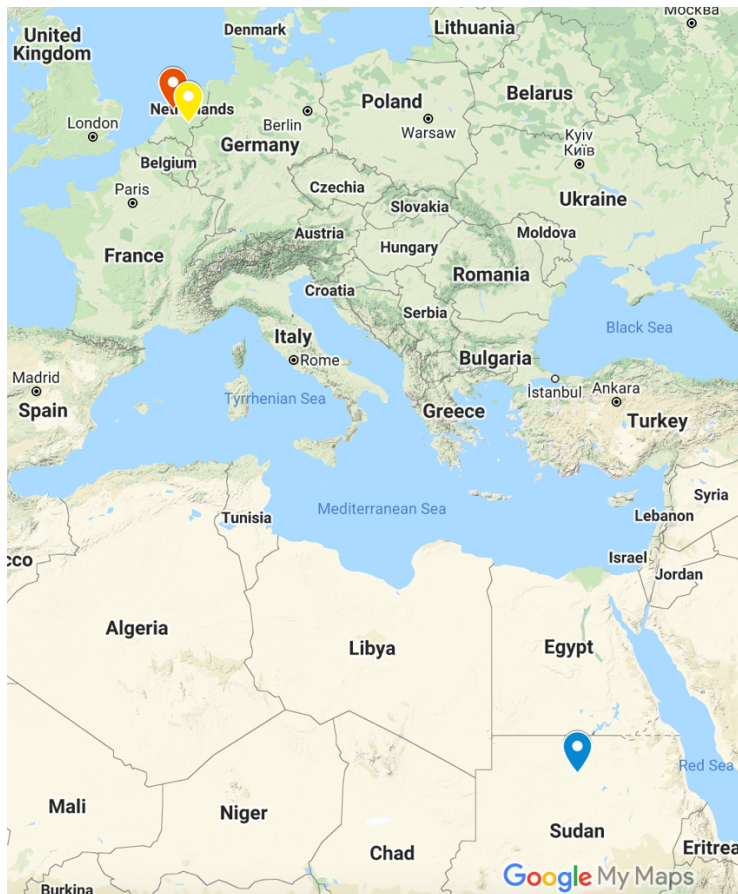 Москва
United
Kingdom
Denmark
Lithuania
Belarus
Netherlands
Poland
London
Berlin
Warsaw
Germany
Kyiv
Київ
Belgium
Paris
Czechia
Ukraine
Slovakia
Austria
Moldova
France
Hungary
Romania
Croatia
Serbia
Black Sea
Italy
Rome
Bulgaria
Madrid
İstanbul
Ankara
Tyrrhenian Sea
Spain
Greece
Turkey
Syria
Mediterranean Sea
Tunisia
Lebanon
cco
Israel
Jordan
Algeria
Libya
Egypt
Red Sea
Mali
Niger
Sudan
Chad
Eritrea
Google My Maps
Burkina